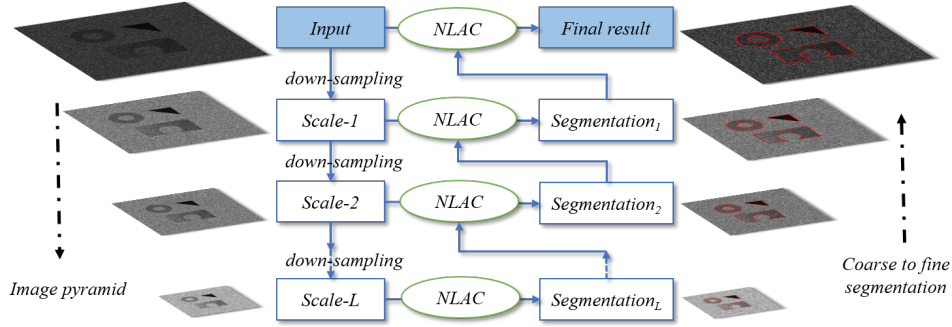 Input
NLAC
Final result
down-sampling
Scale-1
NLAC
Segmentation₁
down-sampling
Scale-2
NLAC
Segmentation₂
down-sampling
Image pyramid
Scale-L
NLAC
Segmentation_L
Coarse to fine
segmentation